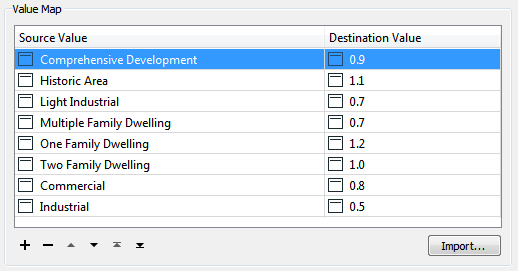 Value Map
Source Value Destination Value
Comprehensive Development 0.9
Historic Area 1.1
Light Industrial 0.7
Multiple Family Dwelling 0.7
One Family Dwelling 1.2
Two Family Dwelling 1.0
Commercial 0.8
Industrial 0.5
Import...